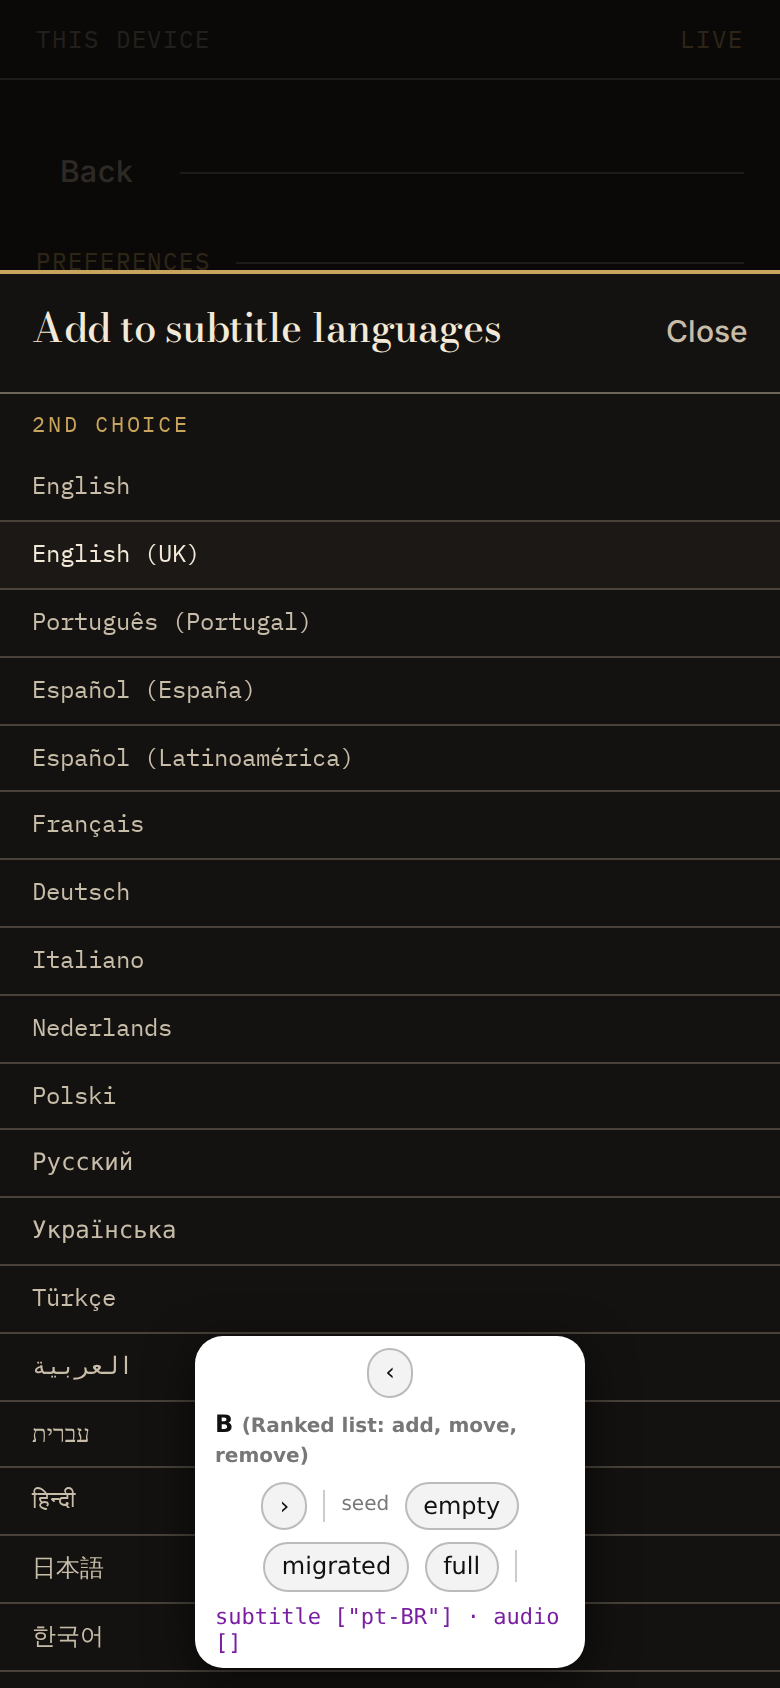 THIS DEVICE LIVE
Back
PREFERENCES
Add to subtitle languages Close
2ND CHOICE
English
English (UK)
Português (Portugal)
Español (España)
Español (Latinoamérica)
Français
Deutsch
Italiano
Nederlands
Polski
Русский
Українська
Türkçe
العربية
עברית
हिन्दी
日本語
한국어
‹
B (Ranked list: add, move,
remove)
› | seed empty
migrated full |
subtitle ["pt-BR"] · audio
[]